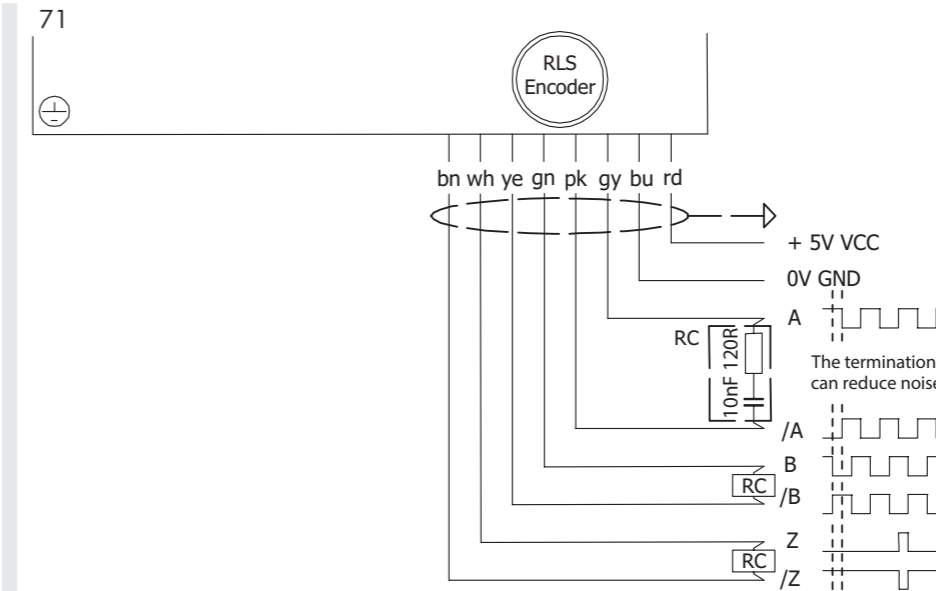 71
RLS
Encoder
bn wh ye gn pk gy bu rd
+ 5V VCC
0V GND
A
RC
10nF 120R
The termination
can reduce noise
/A
B
RC
/B
Z
RC
/Z